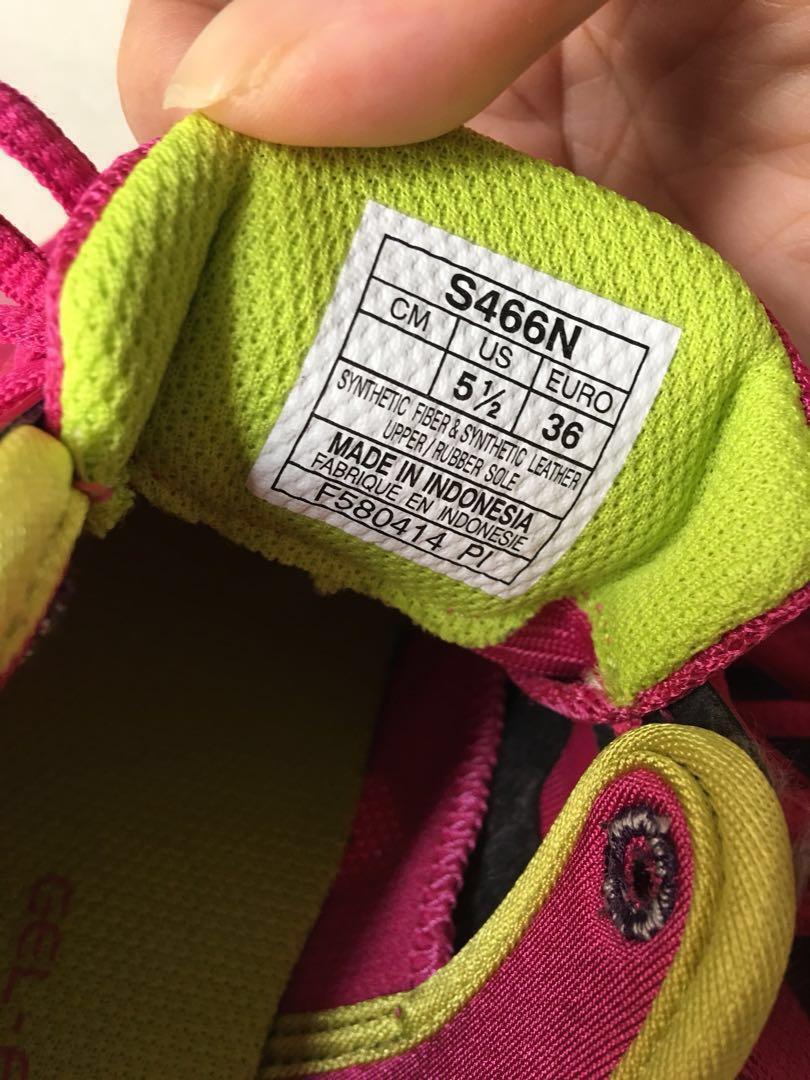 S466N
CM US EURO
5½ 36
SYNTHETIC FIBER & SYNTHETIC LEATHER
UPPER / RUBBER SOLE
MADE IN INDONESIA
FABRIQUE EN INDONESIE
F580414 PI
GEL-